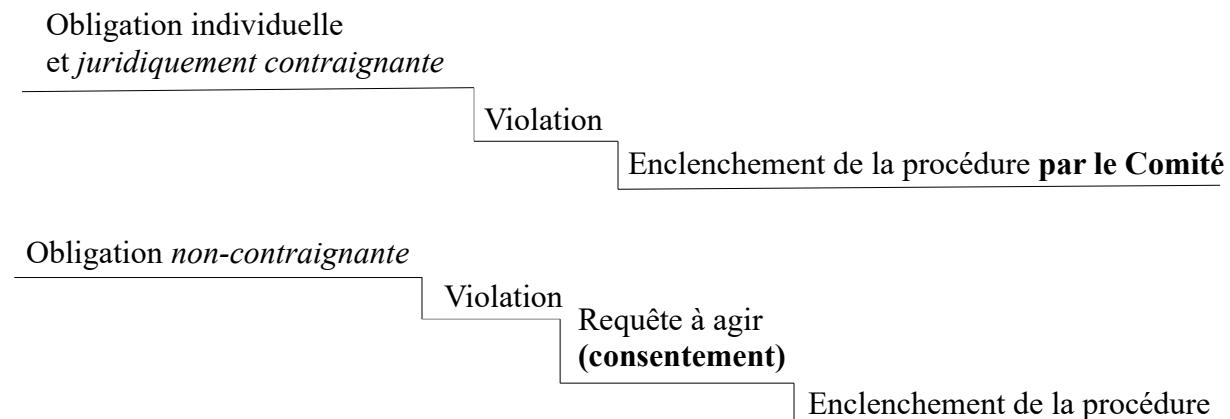 Obligation individuelle
et juridiquement contraignante
Violation
Enclenchement de la procédure par le Comité
Obligation non-contraignante
Violation
Requête à agir
(consentement)
Enclenchement de la procédure